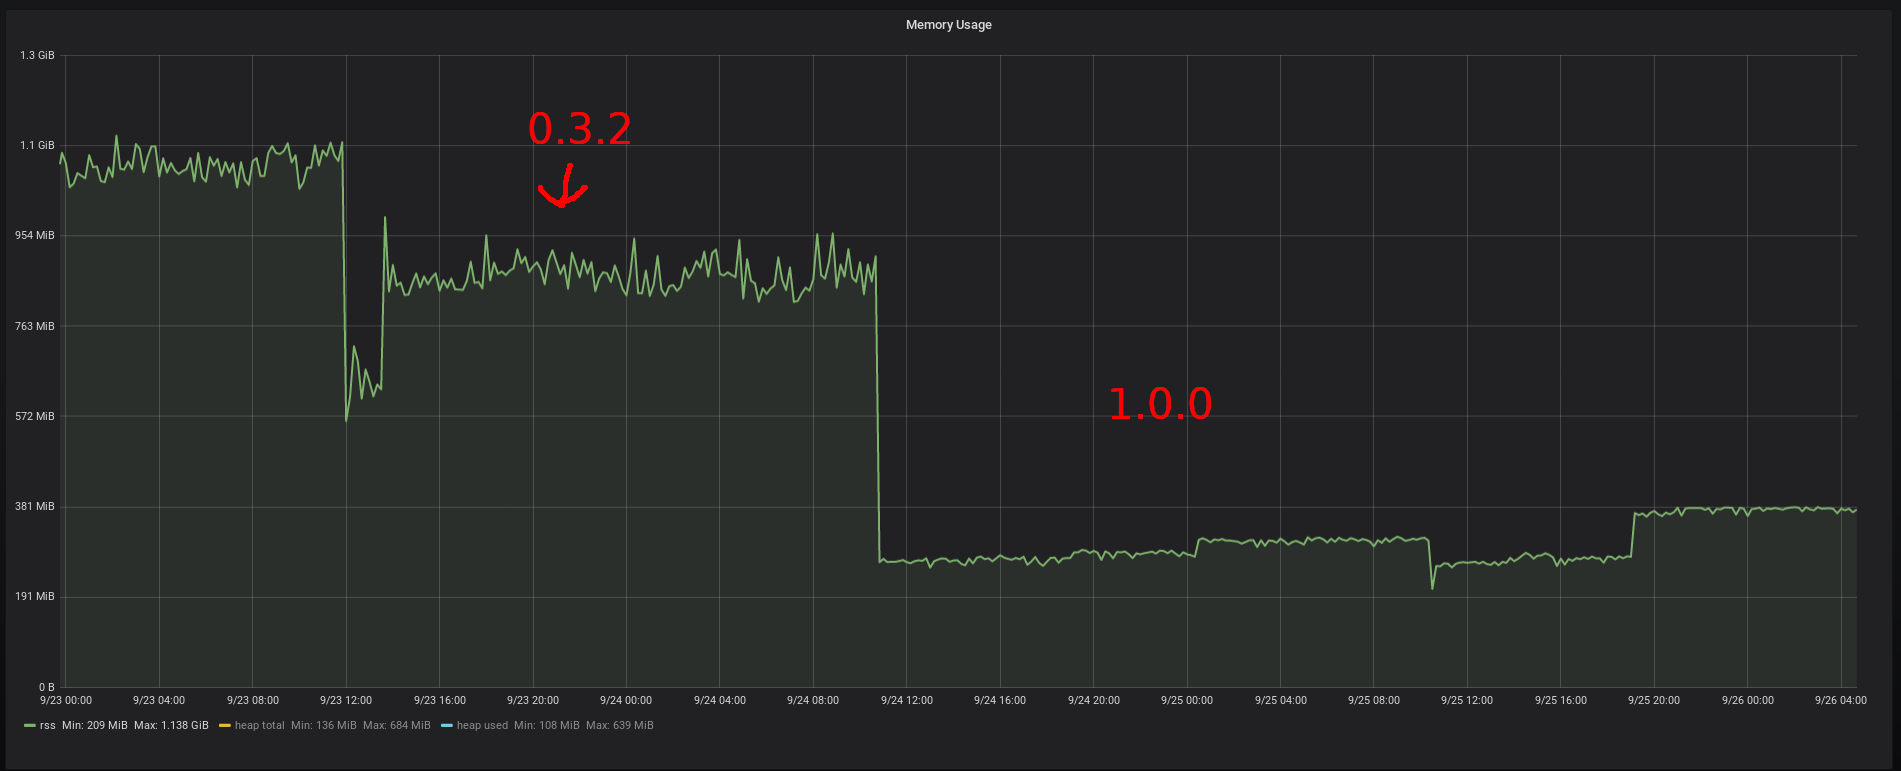 Memory Usage
1.3 GiB
1.1 GiB
954 MiB
763 MiB
572 MiB
381 MiB
191 MiB
0 B
0.3.2
1.0.0
9/23 00:00 9/23 04:00 9/23 08:00 9/23 12:00 9/23 16:00 9/23 20:00 9/24 00:00 9/24 04:00 9/24 08:00 9/24 12:00 9/24 16:00 9/24 20:00 9/25 00:00 9/25 04:00 9/25 08:00 9/25 12:00 9/25 16:00 9/25 20:00 9/26 00:00 9/26 04:00
rss Min: 209 MiB Max: 1.138 GiB heap total Min: 136 MiB Max: 684 MiB heap used Min: 108 MiB Max: 639 MiB